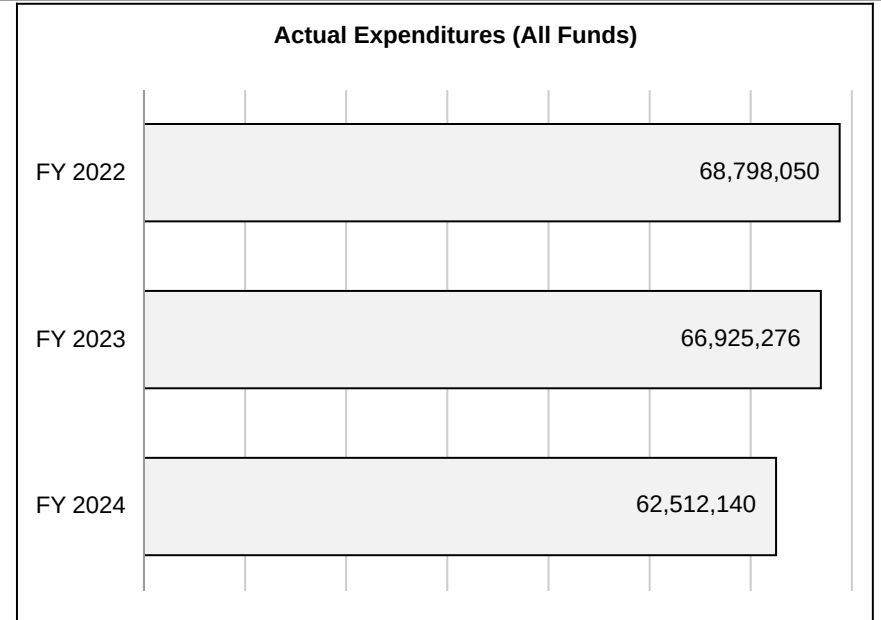 Actual Expenditures (All Funds)
FY 2022 68,798,050
FY 2023 66,925,276
FY 2024 62,512,140